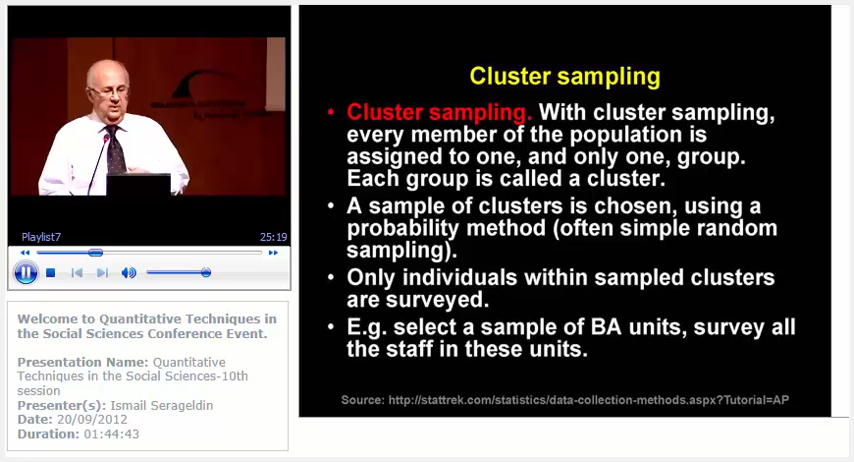 Playlist7
25:19
Welcome to Quantitative Techniques in
the Social Sciences Conference Event.
Presentation Name: Quantitative
Techniques in the Social Sciences-10th
session
Presenter(s): Ismail Serageldin
Date: 20/09/2012
Duration: 01:44:43
Cluster sampling
• Cluster sampling. With cluster sampling,
every member of the population is
assigned to one, and only one, group.
Each group is called a cluster.
• A sample of clusters is chosen, using a
probability method (often simple random
sampling).
• Only individuals within sampled clusters
are surveyed.
• E.g. select a sample of BA units, survey all
the staff in these units.
Source: http://stattrek.com/statistics/data-collection-methods.aspx?Tutorial=AP